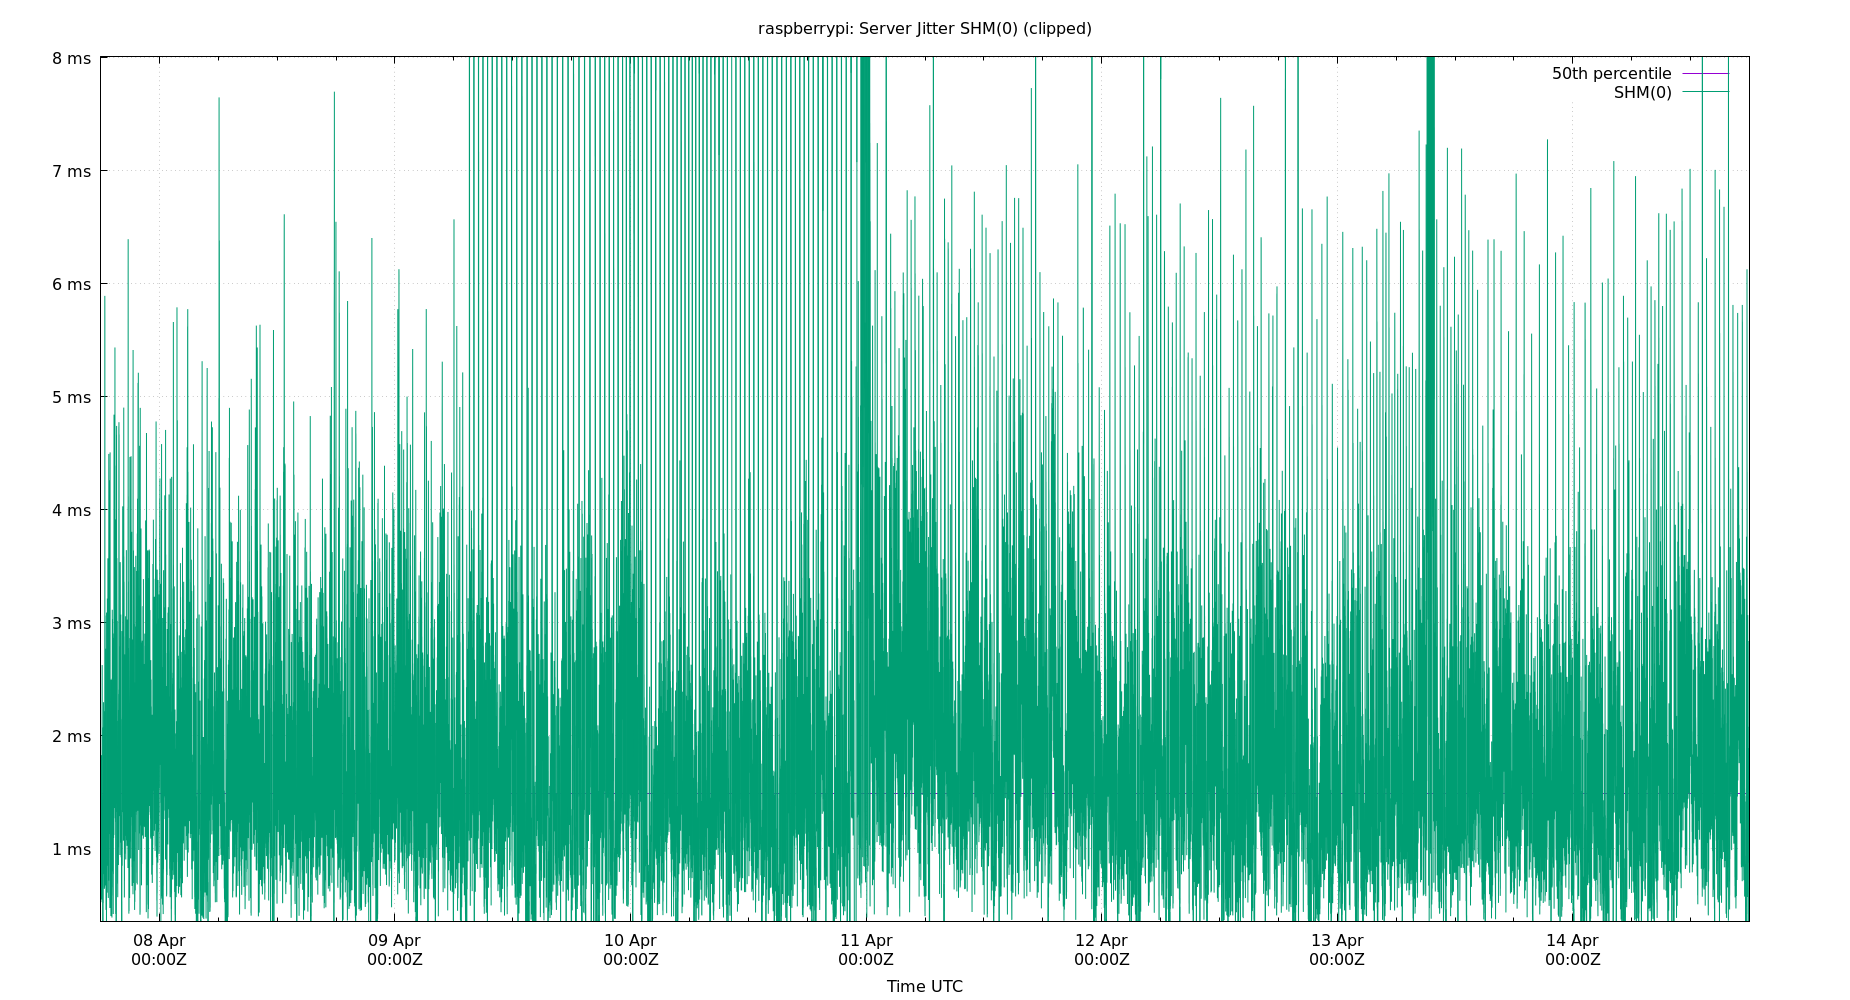 raspberrypi: Server Jitter SHM(0) (clipped)
8 ms
7 ms
6 ms
5 ms
4 ms
3 ms
2 ms
1 ms
50th percentile
SHM(0)
08 Apr
00:00Z
09 Apr
00:00Z
10 Apr
00:00Z
11 Apr
00:00Z
12 Apr
00:00Z
13 Apr
00:00Z
14 Apr
00:00Z
Time UTC